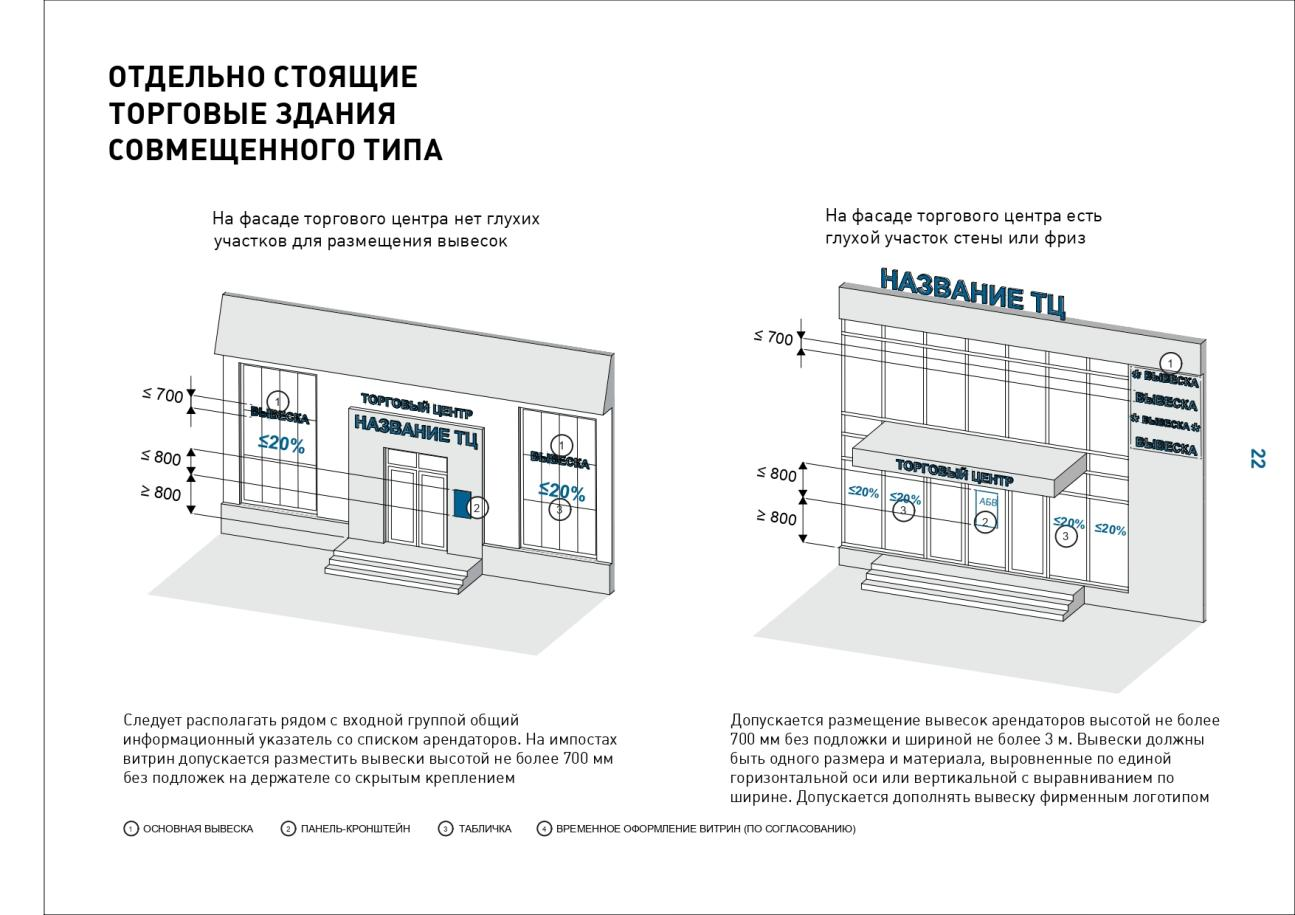 ОТДЕЛЬНО СТОЯЩИЕ
ТОРГОВЫЕ ЗДАНИЯ
СОВМЕЩЕННОГО ТИПА
На фасаде торгового центра нет глухих
участков для размещения вывесок
≤ 700
≤ 800
≥ 800
1
ВЫВЕСКА
≤20%
ТОРГОВЫЙ ЦЕНТР
НАЗВАНИЕ ТЦ
2
1
ВЫВЕСКА
≤20%
3
Следует располагать рядом с входной группой общий
информационный указатель со списком арендаторов. На импостах
витрин допускается разместить вывески высотой не более 700 мм
без подложек на держателе со скрытым креплением
На фасаде торгового центра есть
глухой участок стены или фриз
НАЗВАНИЕ ТЦ
≤ 700
1
* ВЫВЕСКА
ВЫВЕСКА
* ВЫВЕСКА *
ВЫВЕСКА
ТОРГОВЫЙ ЦЕНТР
≤ 800
≥ 800
≤20%
≤20%
3
АБВ
2
≤20%
3
≤20%
Допускается размещение вывесок арендаторов высотой не более
700 мм без подложки и шириной не более 3 м. Вывески должны
быть одного размера и материала, выровненные по единой
горизонтальной оси или вертикальной с выравниванием по
ширине. Допускается дополнять вывеску фирменным логотипом
1 ОСНОВНАЯ ВЫВЕСКА 2 ПАНЕЛЬ-КРОНШТЕЙН 3 ТАБЛИЧКА 4 ВРЕМЕННОЕ ОФОРМЛЕНИЕ ВИТРИН (ПО СОГЛАСОВАНИЮ)
22